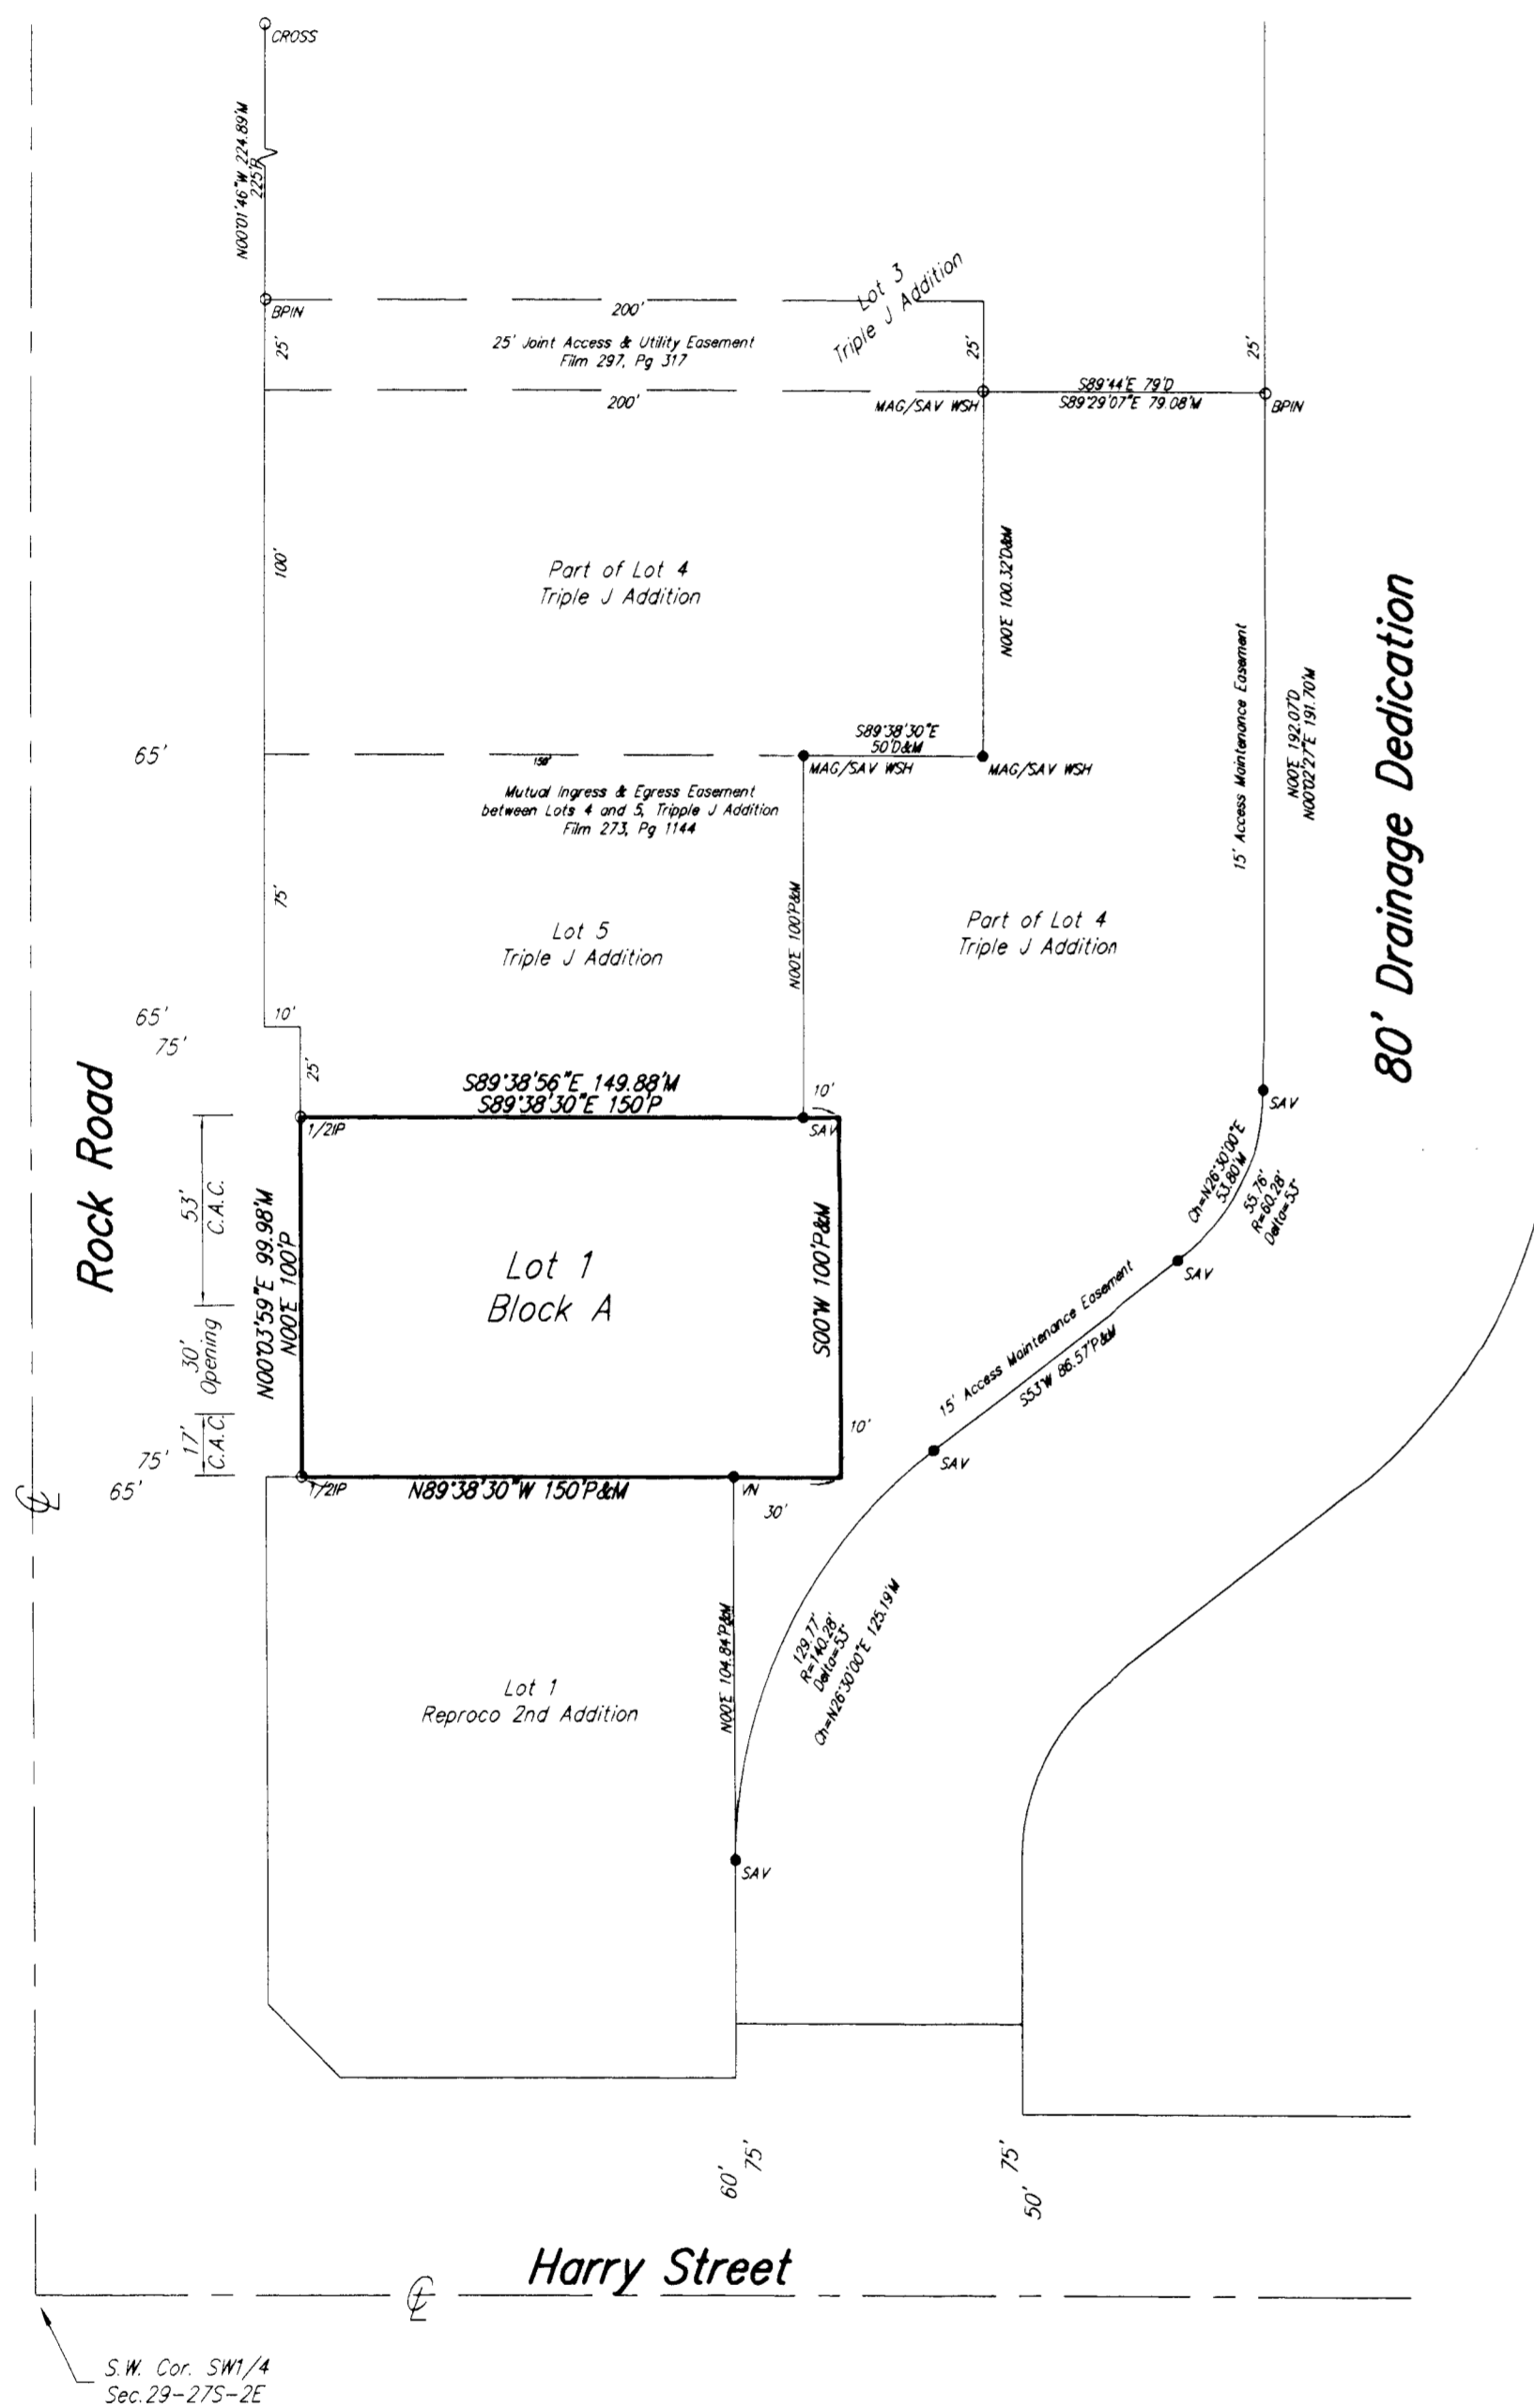 CROSS
N00°01'46"W 224.89'M
225'P
BPIN
200'
Lot 3
Triple J Addition
25'
25' Joint Access & Utility Easement
Film 297, Pg 317
25'
25'
200'
MAG/SAV WSH
S89°44'E 79'D
S89°29'07"E 79.08'M
BPIN
100'
Part of Lot 4
Triple J Addition
N00°E 100.32'D&M
15' Access Maintenance Easement
N00°E 192.07'D
N00°02'27"E 191.70'M
80' Drainage Dedication
65'
150'
S89°38'30"E
50'D&M
MAG/SAV WSH
MAG/SAV WSH
Mutual Ingress & Egress Easement
between Lots 4 and 5, Tripple J Addition
Film 273, Pg 1144
75'
Lot 5
Triple J Addition
N00°E 100'P&M
Part of Lot 4
Triple J Addition
65'
75'
10'
25'
Rock Road
S89°38'56"E 149.88'M
S89°38'30"E 150'P
10'
1/2IP
SAV
SAV
Ch=N26°30'00"E
53.80'M
55.76'
R=60.28'
Delta=53°
53'
C.A.C.
30'
Opening
17'
C.A.C.
N00°03'59"E 99.98'M
N00°E 100'P
Lot 1
Block A
S00°W 100'P&M
SAV
15' Access Maintenance Easement
S53°W 86.57'P&M
SAV
10'
75'
65'
℄
1/2IP
N89°38'30"W 150'P&M
VN
30'
N00°E 104.84'P&M
129.77'
R=140.28'
Delta=53°
Ch=N26°30'00"E 125.19'M
Lot 1
Reproco 2nd Addition
SAV
60'
75'
75'
50'
Harry Street
℄
S.W. Cor. SW1/4
Sec.29-27S-2E